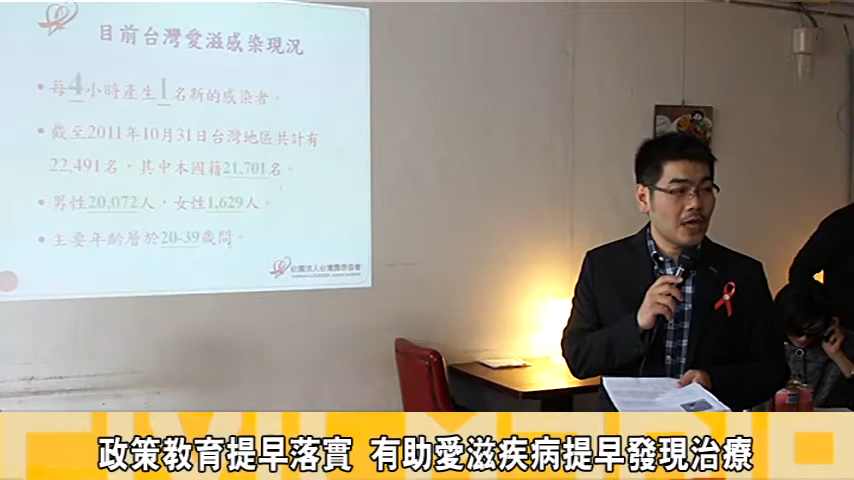 目前台灣愛滋感染現況
• 每4小時產生1名新的感染者。
• 截至2011年10月31日台灣地區共計有
22,491名，其中本國籍21,701名。
• 男性20,072人，女性1,629人。
• 主要年齡層於20-39歲間。
政策教育提早落實 有助愛滋疾病提早發現治療